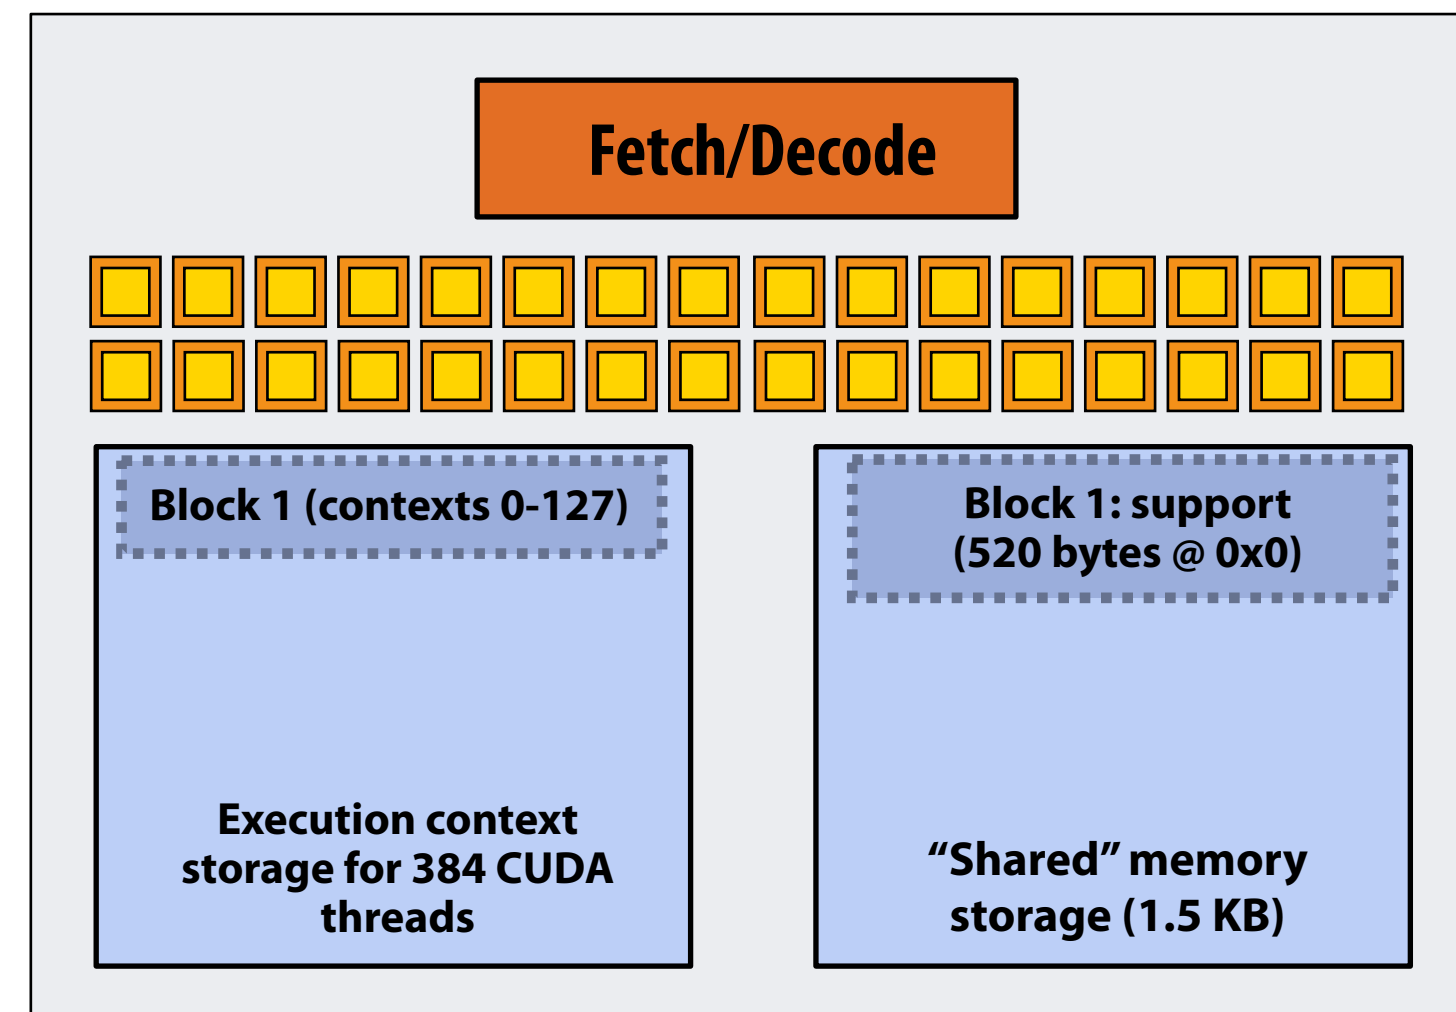 Fetch/Decode
Block 1 (contexts 0-127)
Execution context
storage for 384 CUDA
threads
Block 1: support
(520 bytes @ 0x0)
“Shared” memory
storage (1.5 KB)